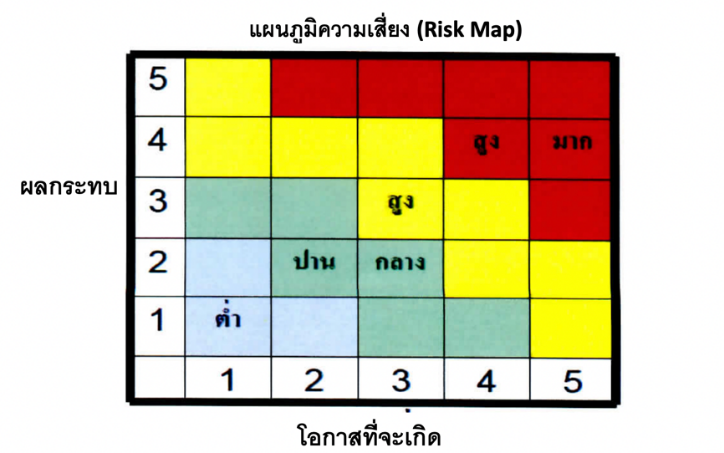 แผนภูมิความเสี่ยง (Risk Map)
5
4 สูง มาก
ผลกระทบ
3 สูง
2 ปาน กลาง
1 ต่ำ
1 2 3 4 5
โอกาสที่จะเกิด